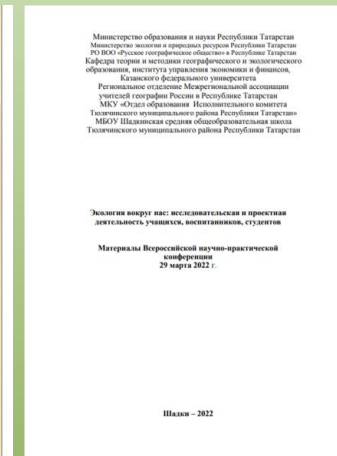 Министерство образования и науки Республики Татарстан
Министерство экологии и природных ресурсов Республики Татарстан
РО ВОО «Русское географическое общество» в Республике Татарстан
Кафедра теории и методики географического и экологического
образования, института управления экономики и финансов,
Казанского федерального университета
Региональное отделение Межрегиональной ассоциации
учителей географии России в Республике Татарстан
МКУ «Отдел образования Исполнительного комитета
Тюлячинского муниципального района Республики Татарстан»
МБОУ Шадкинская средняя общеобразовательная школа
Тюлячинского муниципального района Республики Татарстан
Экология вокруг нас: исследовательская и проектная
деятельность учащихся, воспитанников, студентов
Материалы Всероссийской научно-практической
конференции
29 марта 2022 г.
Шадки – 2022